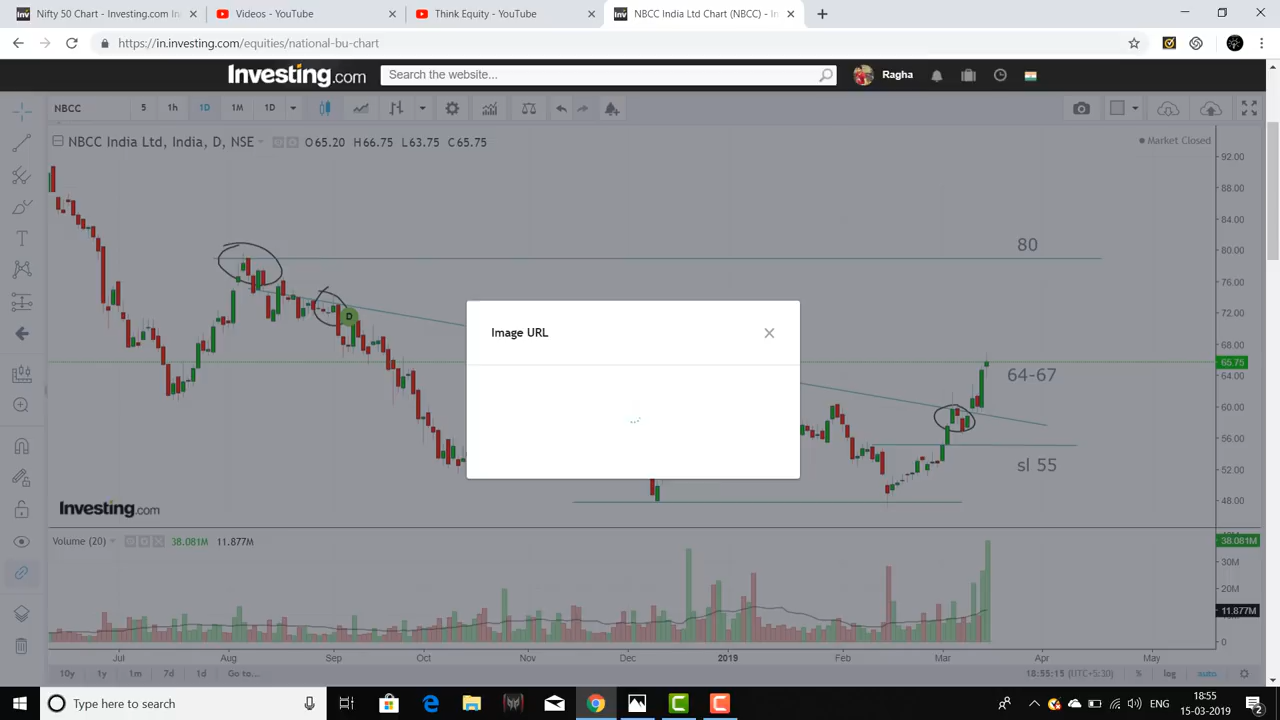 Nifty 50 Chart - Investing.com In
Videos - YouTube
Think Equity - YouTube
NBCC India Ltd Chart (NBCC) - In
https://in.investing.com/equities/national-bu-chart
Investing.com
Search the website...
Ragha
NBCC
5
1h
1D
1M
1D
NBCC India Ltd, India, D, NSE
O65.20 H66.75 L63.75 C65.75
Market Closed
92.00
88.00
84.00
80.00
76.00
72.00
68.00
65.75
64.00
60.00
56.00
52.00
48.00
80
D
64-67
sl 55
Image URL
Investing.com
Volume (20)
38.081M
11.877M
38.081M
30M
20M
11.877M
0
Jul
Aug
Sep
Oct
Nov
Dec
2019
Feb
Mar
Apr
May
10y
1y
1m
7d
1d
Go to...
18:55:15 (UTC+5:30)
%
log
auto
Type here to search
ENG
18:55
15-03-2019
2